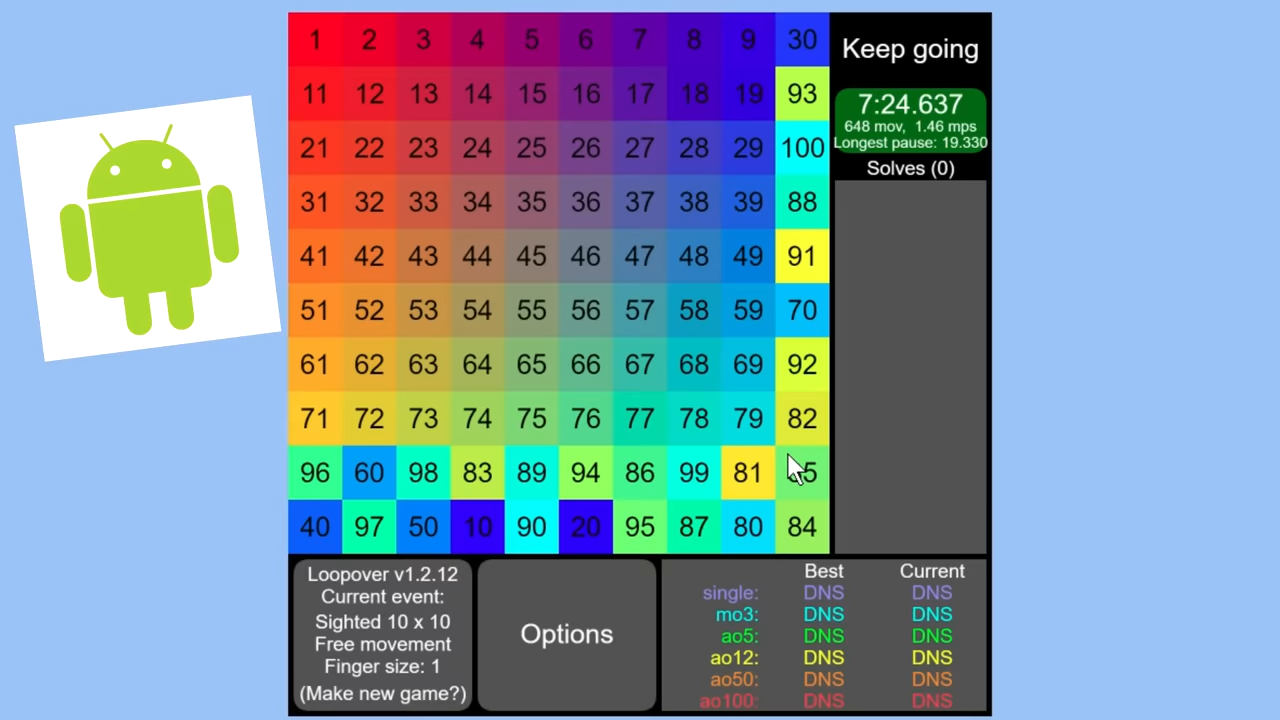 1 2 3 4 5 6 7 8 9 30
11 12 13 14 15 16 17 18 19 93
21 22 23 24 25 26 27 28 29 100
31 32 33 34 35 36 37 38 39 88
41 42 43 44 45 46 47 48 49 91
51 52 53 54 55 56 57 58 59 70
61 62 63 64 65 66 67 68 69 92
71 72 73 74 75 76 77 78 79 82
96 60 98 83 89 94 86 99 81
40 97 50 10 90 20 95 87 80 84
Keep going
7:24.637
648 mov, 1.46 mps
Longest pause: 19.330
Solves (0)
Loopover v1.2.12
Current event:
Sighted 10 x 10
Free movement
Finger size: 1
(Make new game?)
Options
Best Current
single: DNS DNS
mo3: DNS DNS
ao5: DNS DNS
ao12: DNS DNS
ao50: DNS DNS
ao100: DNS DNS